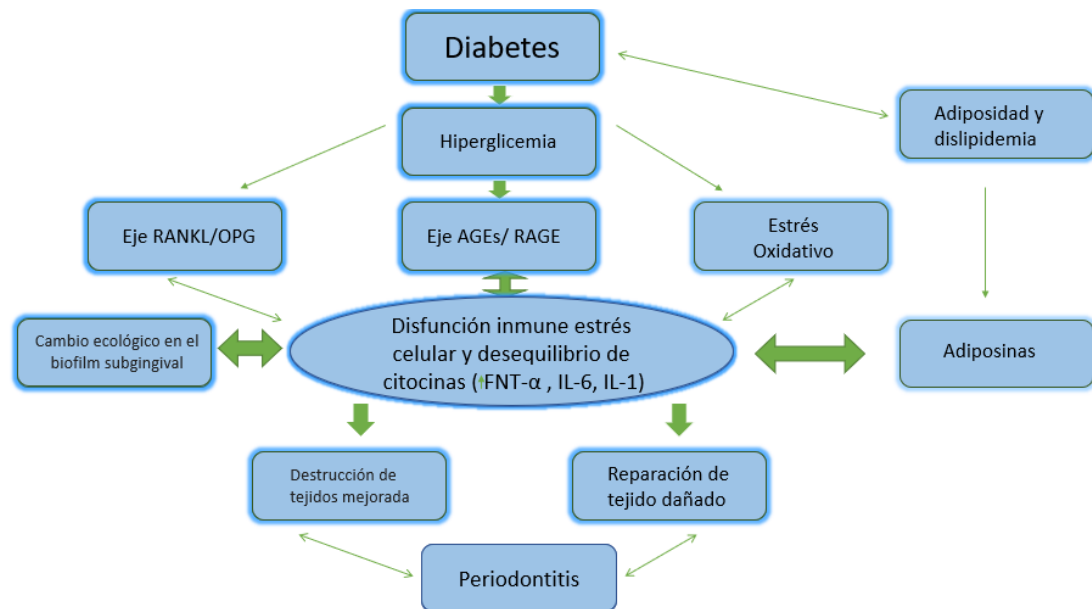 Diabetes
Adiposidad y
dislipidemia
Hiperglicemia
Eje RANKL/OPG
Eje AGEs/ RAGE
Estrés
Oxidativo
Cambio ecológico en el
biofilm subgingival
Disfunción inmune estrés
celular y desequilibrio de
citocinas (↑FNT-α , IL-6, IL-1)
Adiposinas
Destrucción de
tejidos mejorada
Reparación de
tejido dañado
Periodontitis